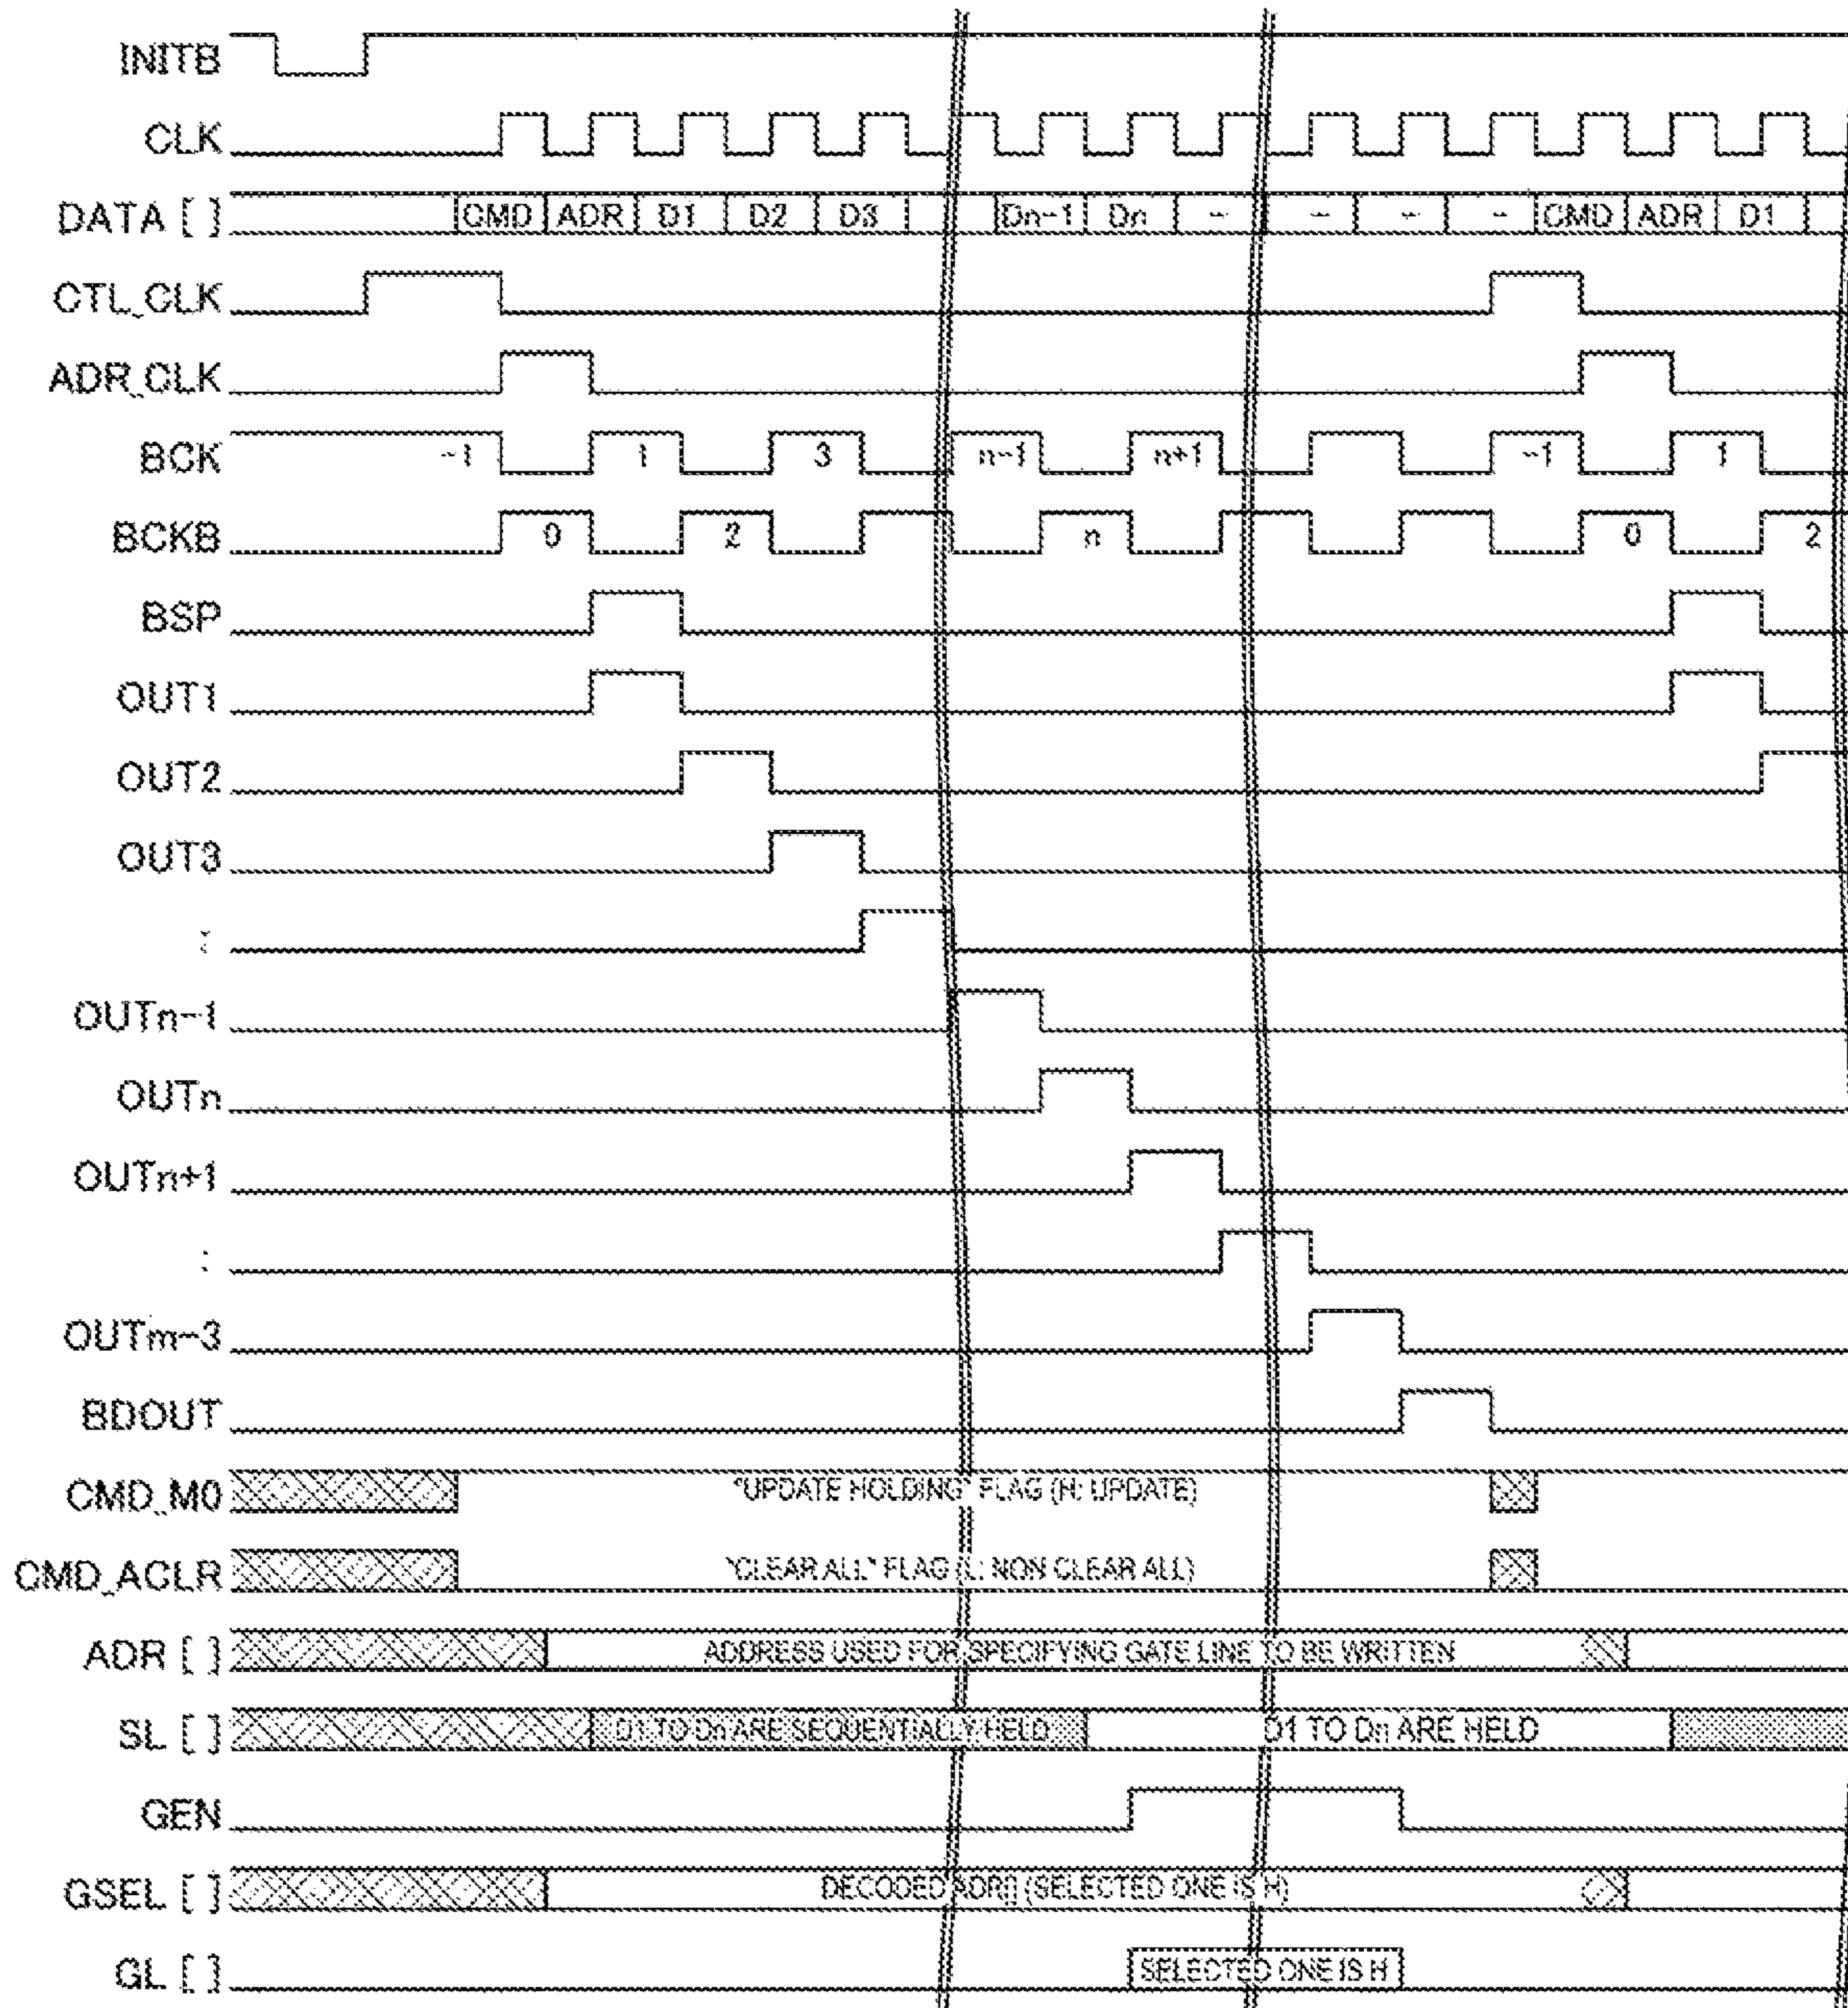 INITB
CLK
DATA [ ] CMD ADR D1 D2 D3 Dn-1 Dn - - - - CMD ADR D1
CTL_CLK
ADR_CLK
BCK -1 1 3 n-1 n+1 -1 1
BCKB 0 2 n 0 2
BSP
OUT1
OUT2
OUT3
:
OUTn-1
OUTn
OUTn+1
:
OUTm-3
BDOUT
CMD_M0 "UPDATE HOLDING" FLAG (H: UPDATE)
CMD_ACLR "CLEAR ALL" FLAG (L: NON CLEAR ALL)
ADR [ ] ADDRESS USED FOR SPECIFYING GATE LINE TO BE WRITTEN
SL [ ] D1 TO Dn ARE SEQUENTIALLY HELD D1 TO Dn ARE HELD
GEN
GSEL [ ] DECODED ADR[] (SELECTED ONE IS H)
GL [ ] SELECTED ONE IS H